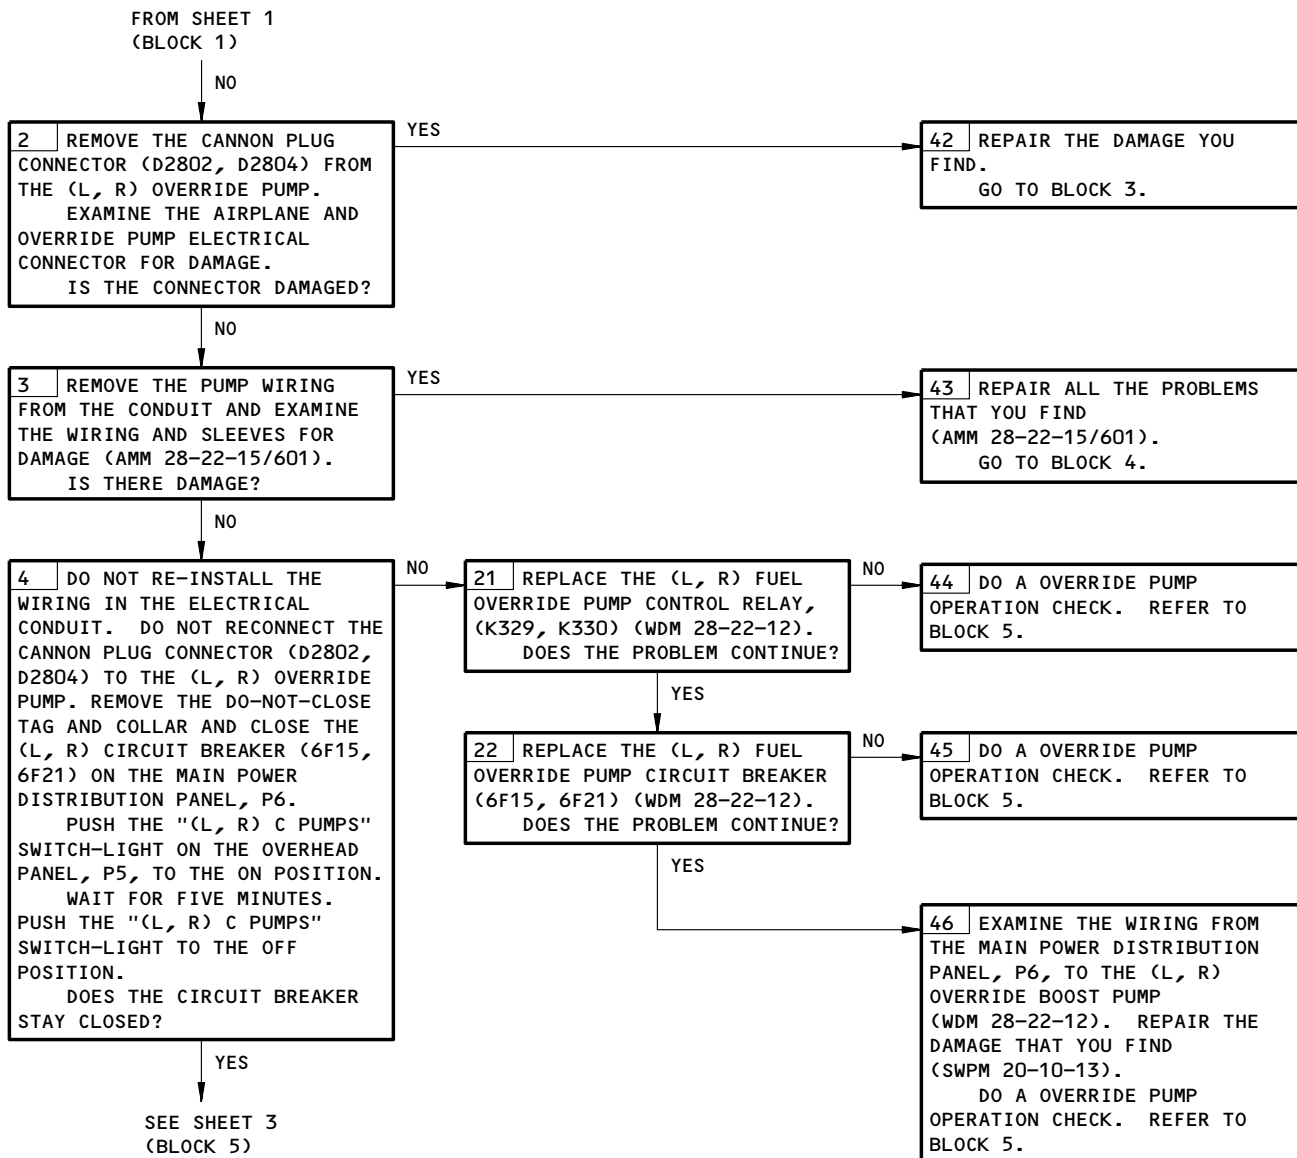 FROM SHEET 1
(BLOCK 1)
NO
2 REMOVE THE CANNON PLUG
CONNECTOR (D2802, D2804) FROM
THE (L, R) OVERRIDE PUMP.
EXAMINE THE AIRPLANE AND
OVERRIDE PUMP ELECTRICAL
CONNECTOR FOR DAMAGE.
IS THE CONNECTOR DAMAGED?
YES
42 REPAIR THE DAMAGE YOU
FIND.
GO TO BLOCK 3.
NO
3 REMOVE THE PUMP WIRING
FROM THE CONDUIT AND EXAMINE
THE WIRING AND SLEEVES FOR
DAMAGE (AMM 28-22-15/601).
IS THERE DAMAGE?
YES
43 REPAIR ALL THE PROBLEMS
THAT YOU FIND
(AMM 28-22-15/601).
GO TO BLOCK 4.
NO
4 DO NOT RE-INSTALL THE
WIRING IN THE ELECTRICAL
CONDUIT. DO NOT RECONNECT THE
CANNON PLUG CONNECTOR (D2802,
D2804) TO THE (L, R) OVERRIDE
PUMP. REMOVE THE DO-NOT-CLOSE
TAG AND COLLAR AND CLOSE THE
(L, R) CIRCUIT BREAKER (6F15,
6F21) ON THE MAIN POWER
DISTRIBUTION PANEL, P6.
PUSH THE "(L, R) C PUMPS"
SWITCH-LIGHT ON THE OVERHEAD
PANEL, P5, TO THE ON POSITION.
WAIT FOR FIVE MINUTES.
PUSH THE "(L, R) C PUMPS"
SWITCH-LIGHT TO THE OFF
POSITION.
DOES THE CIRCUIT BREAKER
STAY CLOSED?
NO
21 REPLACE THE (L, R) FUEL
OVERRIDE PUMP CONTROL RELAY,
(K329, K330) (WDM 28-22-12).
DOES THE PROBLEM CONTINUE?
NO
44 DO A OVERRIDE PUMP
OPERATION CHECK. REFER TO
BLOCK 5.
YES
22 REPLACE THE (L, R) FUEL
OVERRIDE PUMP CIRCUIT BREAKER
(6F15, 6F21) (WDM 28-22-12).
DOES THE PROBLEM CONTINUE?
NO
45 DO A OVERRIDE PUMP
OPERATION CHECK. REFER TO
BLOCK 5.
YES
46 EXAMINE THE WIRING FROM
THE MAIN POWER DISTRIBUTION
PANEL, P6, TO THE (L, R)
OVERRIDE BOOST PUMP
(WDM 28-22-12). REPAIR THE
DAMAGE THAT YOU FIND
(SWPM 20-10-13).
DO A OVERRIDE PUMP
OPERATION CHECK. REFER TO
BLOCK 5.
YES
SEE SHEET 3
(BLOCK 5)